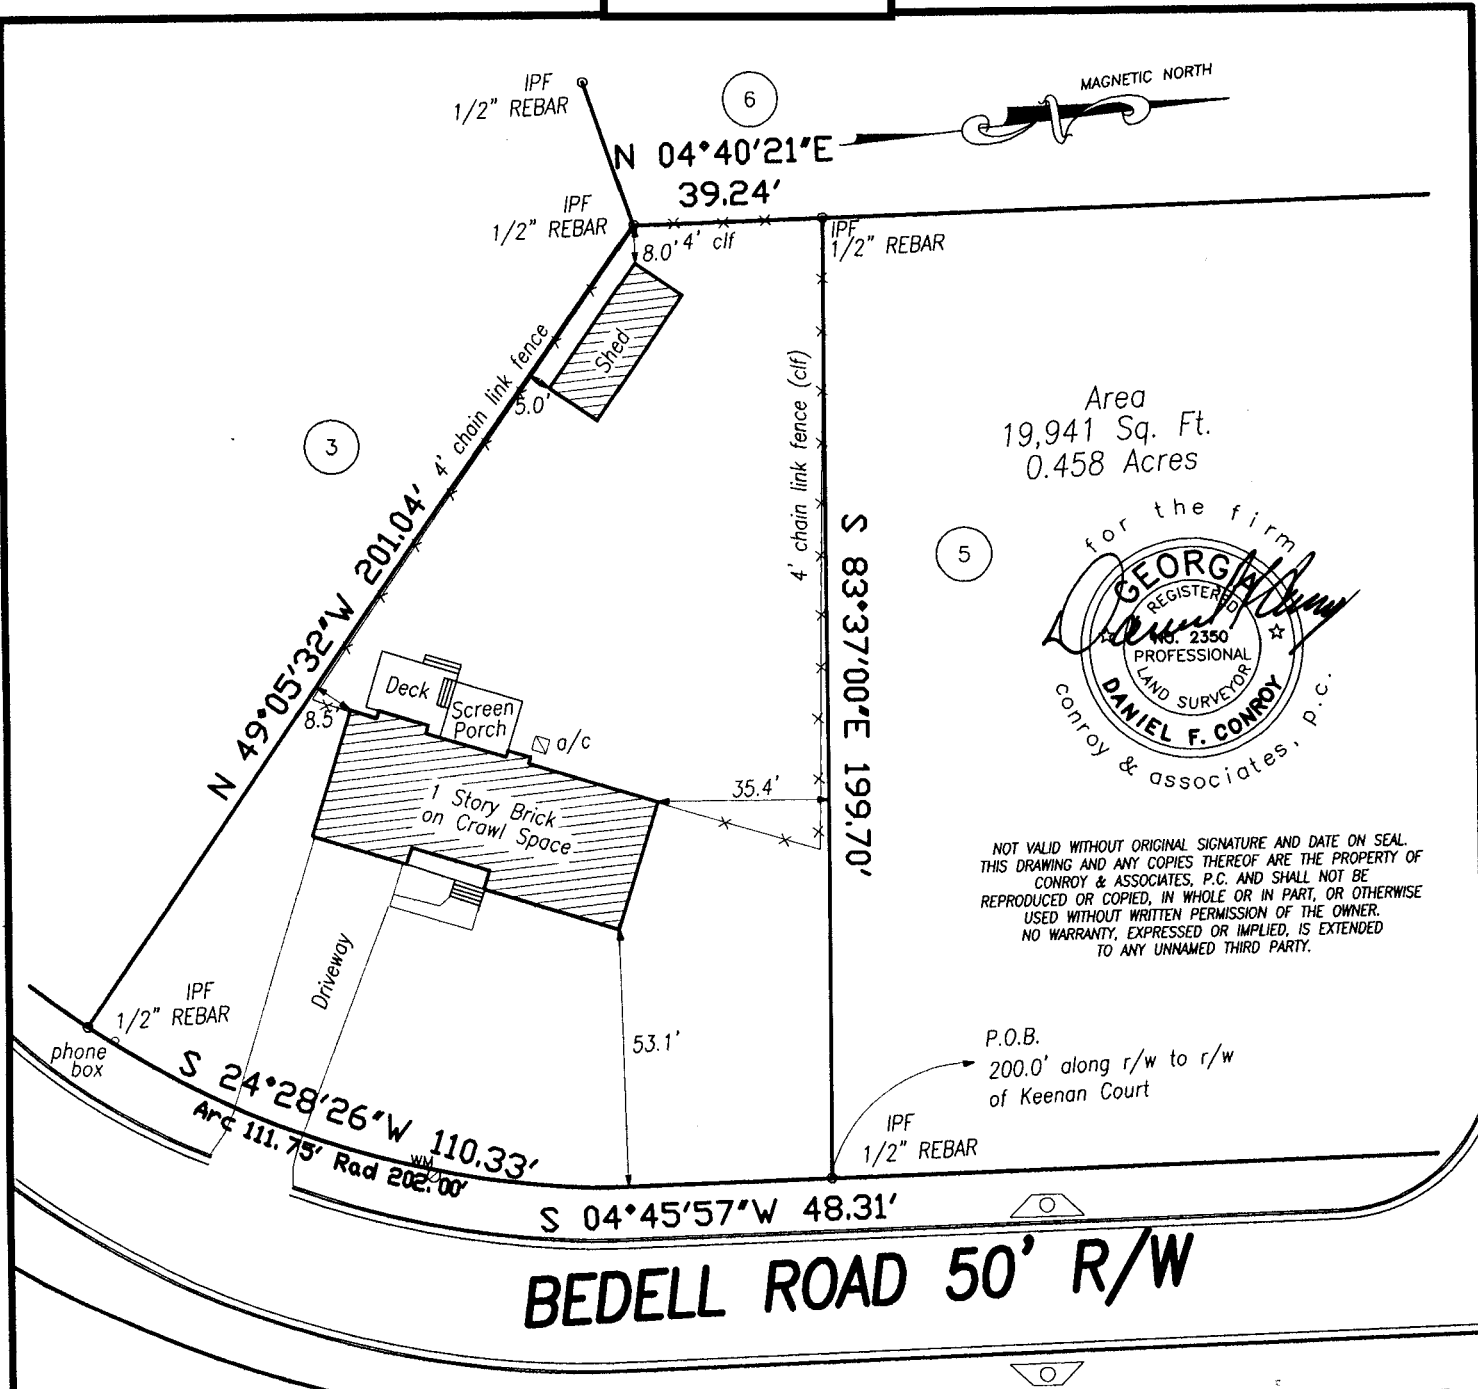 MAGNETIC NORTH
IPF
1/2" REBAR
6
N 04°40'21"E
39.24'
IPF
1/2" REBAR
8.0'
4' clf
IPF
1/2" REBAR
Shed
5.0'
4' chain link fence
4' chain link fence (clf)
3
Area
19,941 Sq. Ft.
0.458 Acres
5
for the firm
GEORGIA
REGISTERED
NO. 2350
PROFESSIONAL
LAND SURVEYOR
DANIEL F. CONROY
conroy & associates, p.c.
N 49°05'32"W 201.04'
S 83°37'00"E 199.70'
Deck
Screen
Porch
a/c
8.5'
35.4'
1 Story Brick
on Crawl Space
NOT VALID WITHOUT ORIGINAL SIGNATURE AND DATE ON SEAL.
THIS DRAWING AND ANY COPIES THEREOF ARE THE PROPERTY OF
CONROY & ASSOCIATES, P.C. AND SHALL NOT BE
REPRODUCED OR COPIED, IN WHOLE OR IN PART, OR OTHERWISE
USED WITHOUT WRITTEN PERMISSION OF THE OWNER.
NO WARRANTY, EXPRESSED OR IMPLIED, IS EXTENDED
TO ANY UNNAMED THIRD PARTY.
Driveway
IPF
1/2" REBAR
phone
box
53.1'
P.O.B.
200.0' along r/w to r/w
of Keenan Court
IPF
1/2" REBAR
S 24°28'26"W 110.33'
Arc 111.75' Rad 202.00'
WM
S 04°45'57"W 48.31'
BEDELL ROAD 50' R/W